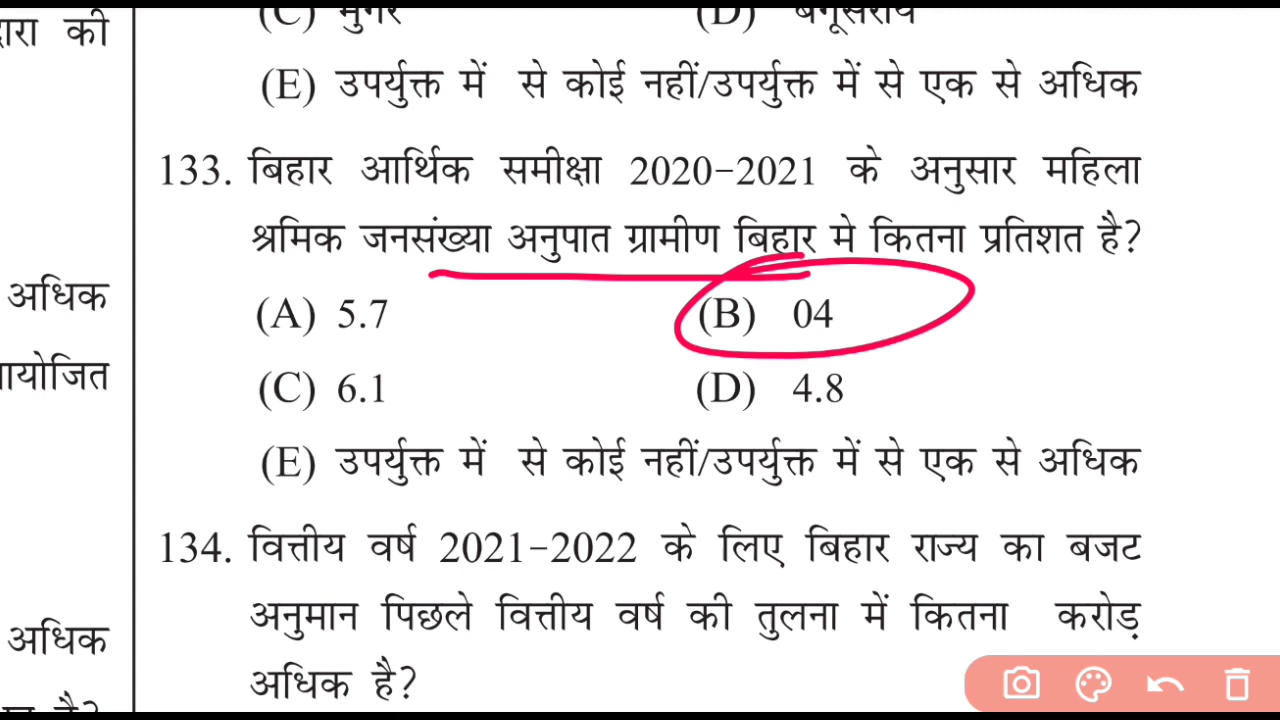 द्वारा की
अधिक
ायोजित
अधिक
है?
(C) मुंगेर (D) बेगूसराय
(E) उपर्युक्त में से कोई नहीं/उपर्युक्त में से एक से अधिक
133. बिहार आर्थिक समीक्षा 2020-2021 के अनुसार महिला
श्रमिक जनसंख्या अनुपात ग्रामीण बिहार मे कितना प्रतिशत है?
(A) 5.7 (B) 04
(C) 6.1 (D) 4.8
(E) उपर्युक्त में से कोई नहीं/उपर्युक्त में से एक से अधिक
134. वित्तीय वर्ष 2021-2022 के लिए बिहार राज्य का बजट
अनुमान पिछले वित्तीय वर्ष की तुलना में कितना करोड़
अधिक है?